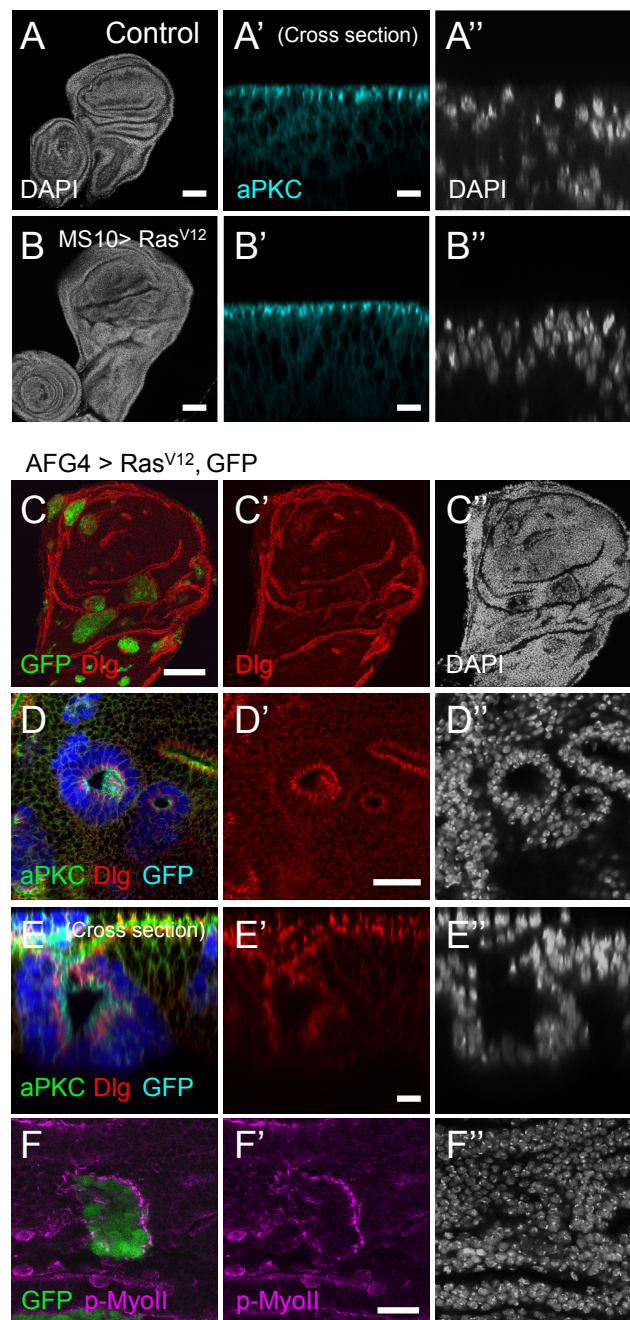 A Control
DAPI
A' (Cross section)
aPKC
A''
DAPI
B MS10> RasV12
B'
B''
AFG4 > RasV12, GFP
C
GFP Dlg
C'
Dlg
C''
DAPI
D
aPKC Dlg GFP
D'
D''
E (Cross section)
aPKC Dlg GFP
E'
E''
F
GFP p-MyoII
F'
p-MyoII
F''